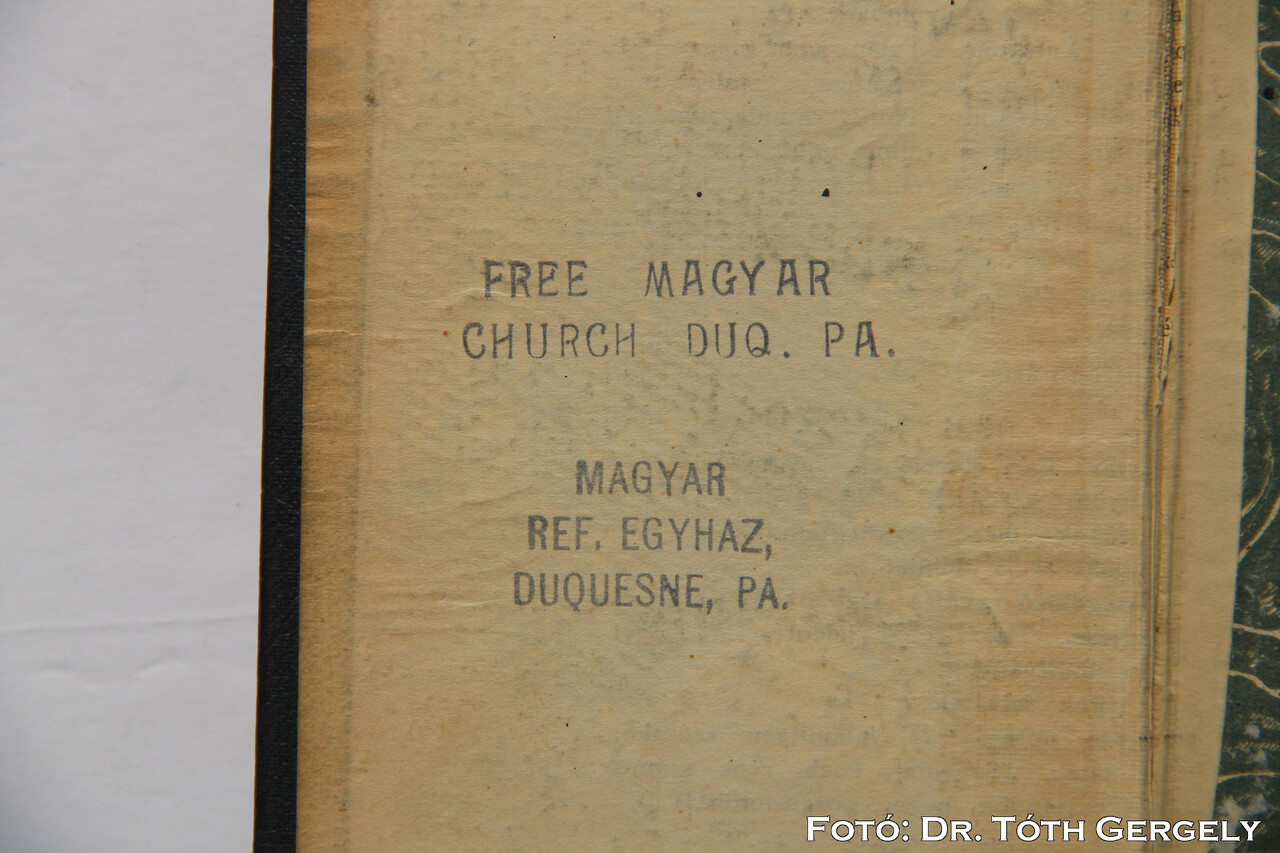 FREE MAGYAR
CHURCH DUQ. PA.
MAGYAR
REF. EGYHAZ,
DUQUESNE, PA.
FOTÓ: DR. TÓTH GERGELY